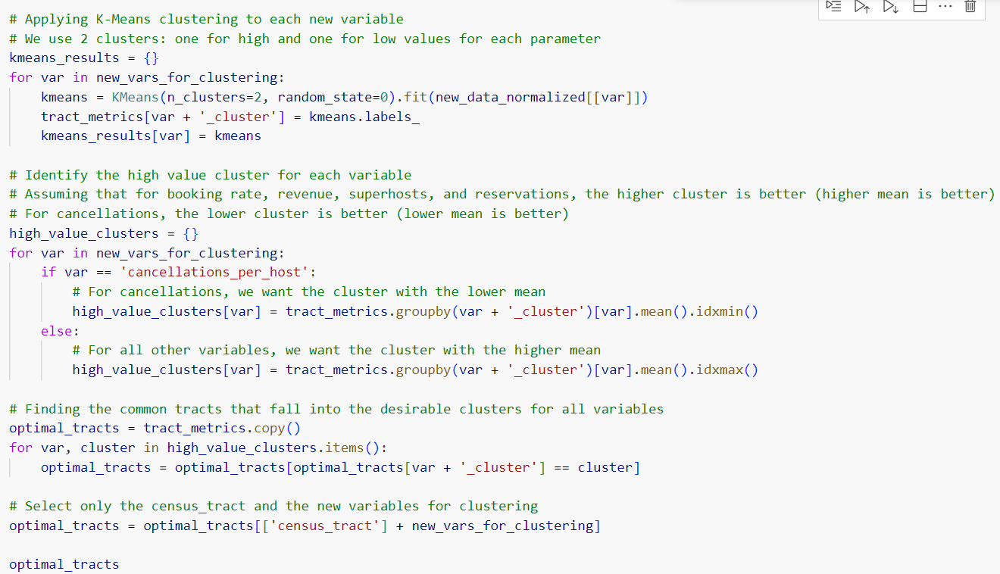 # Applying K-Means clustering to each new variable
# We use 2 clusters: one for high and one for low values for each parameter
kmeans_results = {}
for var in new_vars_for_clustering:
    kmeans = KMeans(n_clusters=2, random_state=0).fit(new_data_normalized[[var]])
    tract_metrics[var + '_cluster'] = kmeans.labels_
    kmeans_results[var] = kmeans

# Identify the high value cluster for each variable
# Assuming that for booking rate, revenue, superhosts, and reservations, the higher cluster is better (higher mean is better)
# For cancellations, the lower cluster is better (lower mean is better)
high_value_clusters = {}
for var in new_vars_for_clustering:
    if var == 'cancellations_per_host':
        # For cancellations, we want the cluster with the lower mean
        high_value_clusters[var] = tract_metrics.groupby(var + '_cluster')[var].mean().idxmin()
    else:
        # For all other variables, we want the cluster with the higher mean
        high_value_clusters[var] = tract_metrics.groupby(var + '_cluster')[var].mean().idxmax()

# Finding the common tracts that fall into the desirable clusters for all variables
optimal_tracts = tract_metrics.copy()
for var, cluster in high_value_clusters.items():
    optimal_tracts = optimal_tracts[optimal_tracts[var + '_cluster'] == cluster]

# Select only the census_tract and the new variables for clustering
optimal_tracts = optimal_tracts[['census_tract'] + new_vars_for_clustering]

optimal_tracts